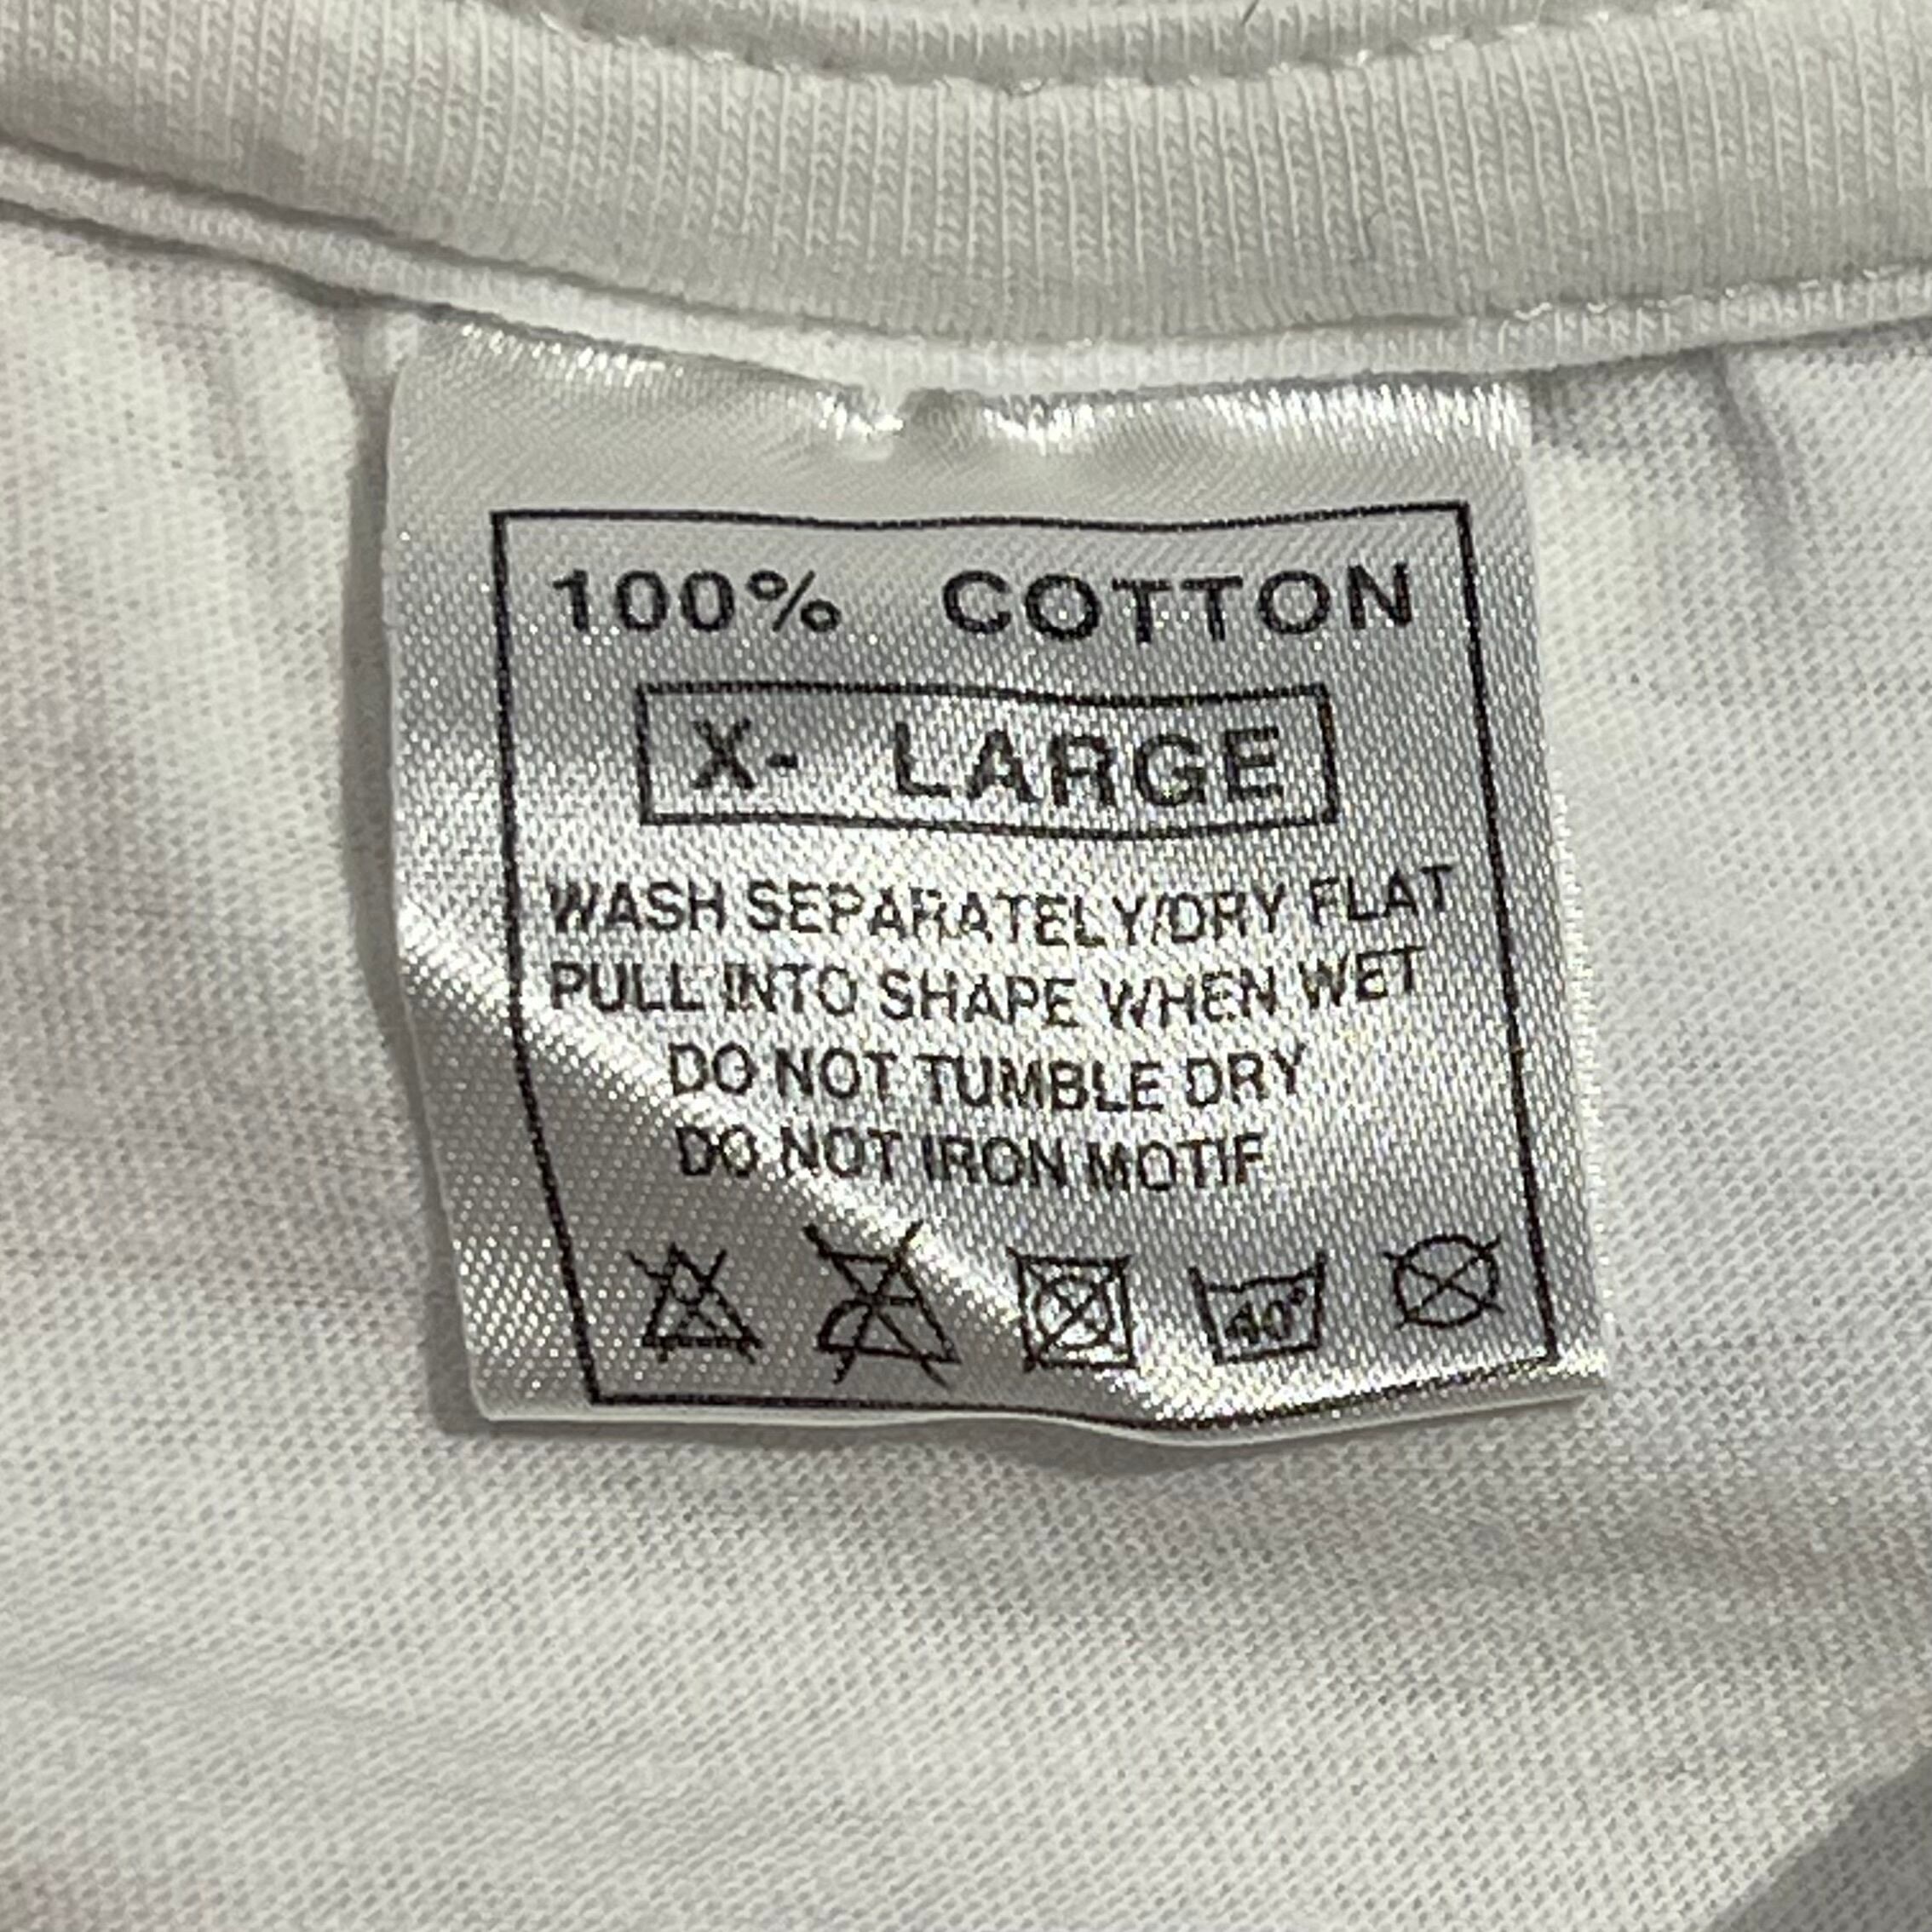 100% COTTON
X- LARGE
WASH SEPARATELY/DRY FLAT
PULL INTO SHAPE WHEN WET
DO NOT TUMBLE DRY
DO NOT IRON MOTIF
40°